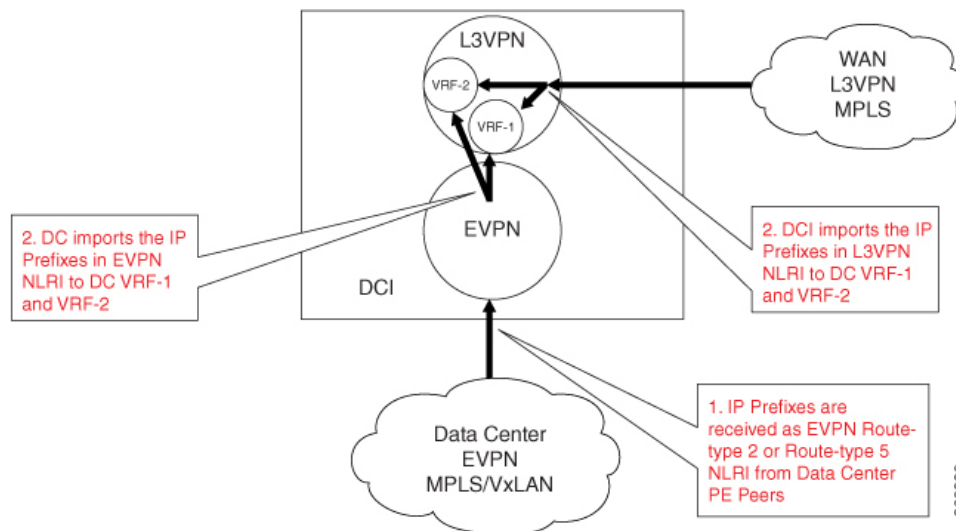 L3VPN
VRF-2
VRF-1
WAN
L3VPN
MPLS
EVPN
DCI
2. DC imports the IP
Prefixes in EVPN
NLRI to DC VRF-1
and VRF-2
2. DCI imports the IP
Prefixes in L3VPN
NLRI to DC VRF-1
and VRF-2
Data Center
EVPN
MPLS/VxLAN
1. IP Prefixes are
received as EVPN Route-
type 2 or Route-type 5
NLRI from Data Center
PE Peers